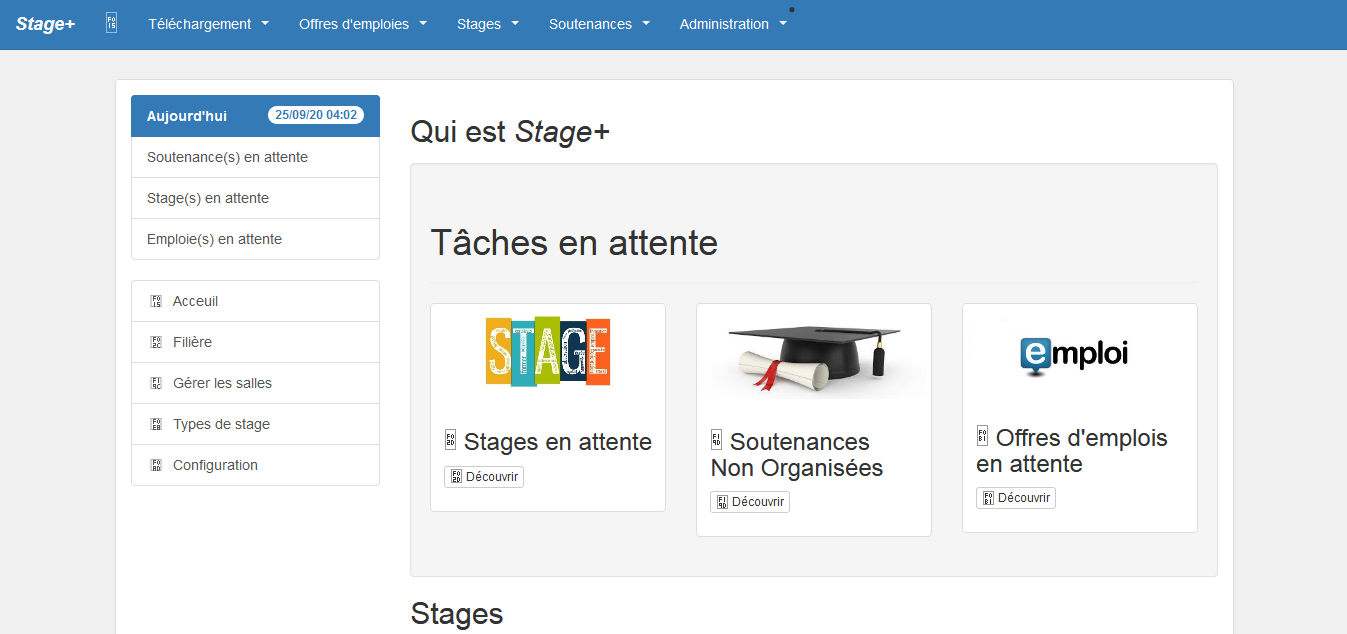 Stage+ Téléchargement Offres d'emploies Stages Soutenances Administration
Aujourd'hui 25/09/20 04:02
Soutenance(s) en attente
Stage(s) en attente
Emploie(s) en attente
Acceuil
Filière
Gérer les salles
Types de stage
Configuration
Qui est Stage+
Tâches en attente
STAGE
Stages en attente
Découvrir
Soutenances
Non Organisées
Découvrir
emploi
Offres d'emplois
en attente
Découvrir
Stages